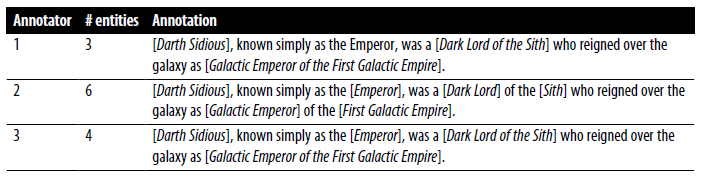 Annotator # entities Annotation
1 3 [Darth Sidious], known simply as the Emperor, was a [Dark Lord of the Sith] who reigned over the
galaxy as [Galactic Emperor of the First Galactic Empire].
2 6 [Darth Sidious], known simply as the [Emperor], was a [Dark Lord] of the [Sith] who reigned over the
galaxy as [Galactic Emperor] of the [First Galactic Empire].
3 4 [Darth Sidious], known simply as the [Emperor], was a [Dark Lord of the Sith] who reigned over the
galaxy as [Galactic Emperor of the First Galactic Empire].